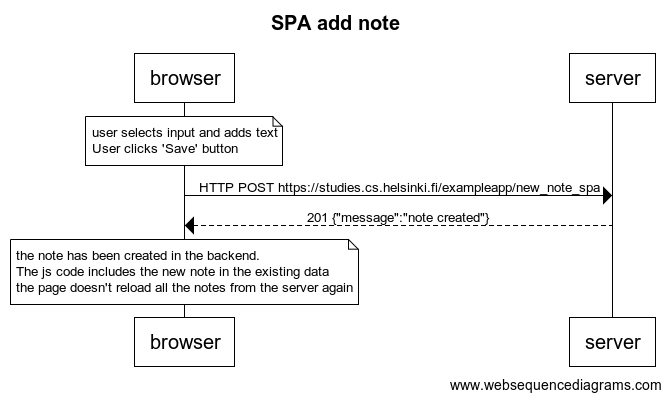 SPA add note
browser
server
user selects input and adds text
User clicks 'Save' button
HTTP POST https://studies.cs.helsinki.fi/exampleapp/new_note_spa
201 {"message":"note created"}
the note has been created in the backend.
The js code includes the new note in the existing data
the page doesn't reload all the notes from the server again
browser
server
www.websequencediagrams.com